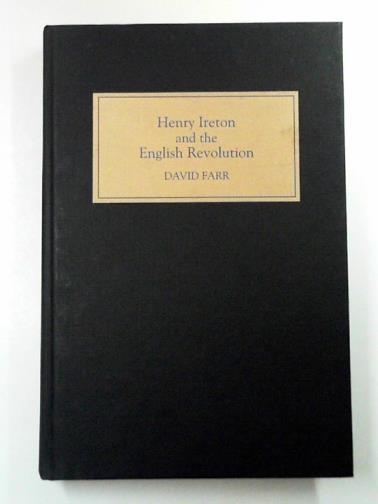 Henry Ireton
and the
English Revolution
DAVID FARR